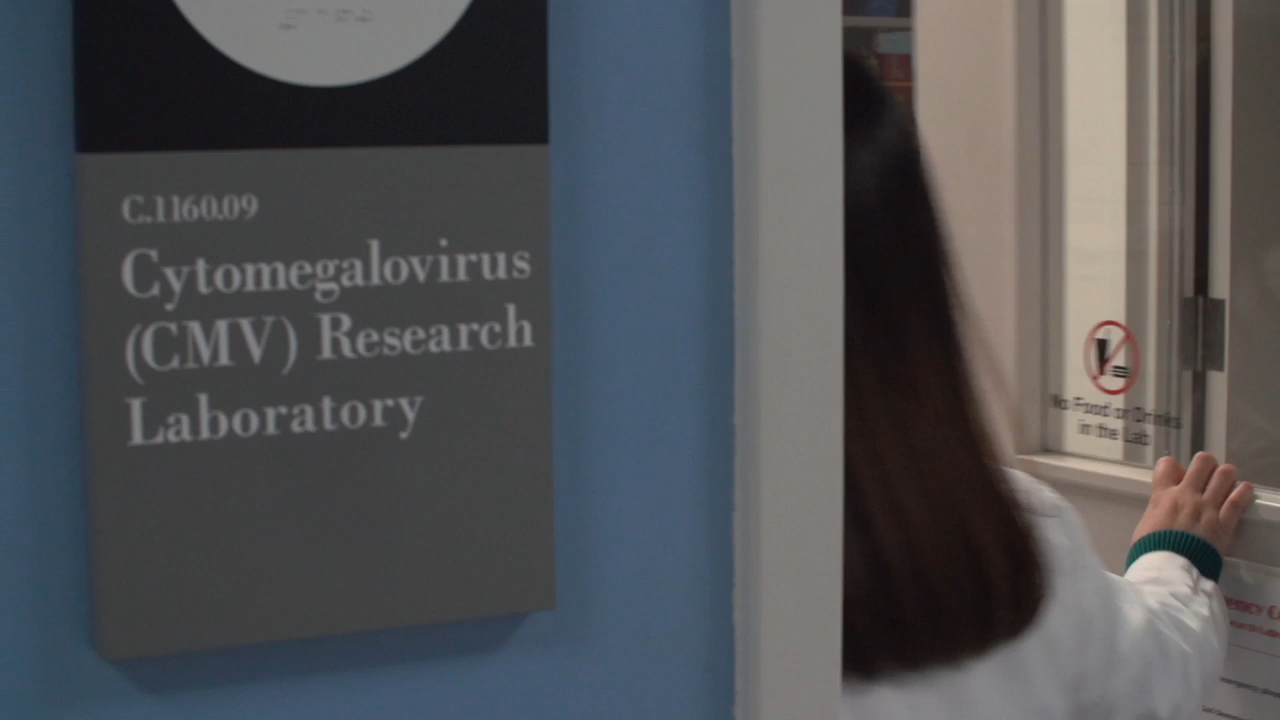 C.1160.09
Cytomegalovirus
(CMV) Research
Laboratory
No Food or Drinks
in the Lab